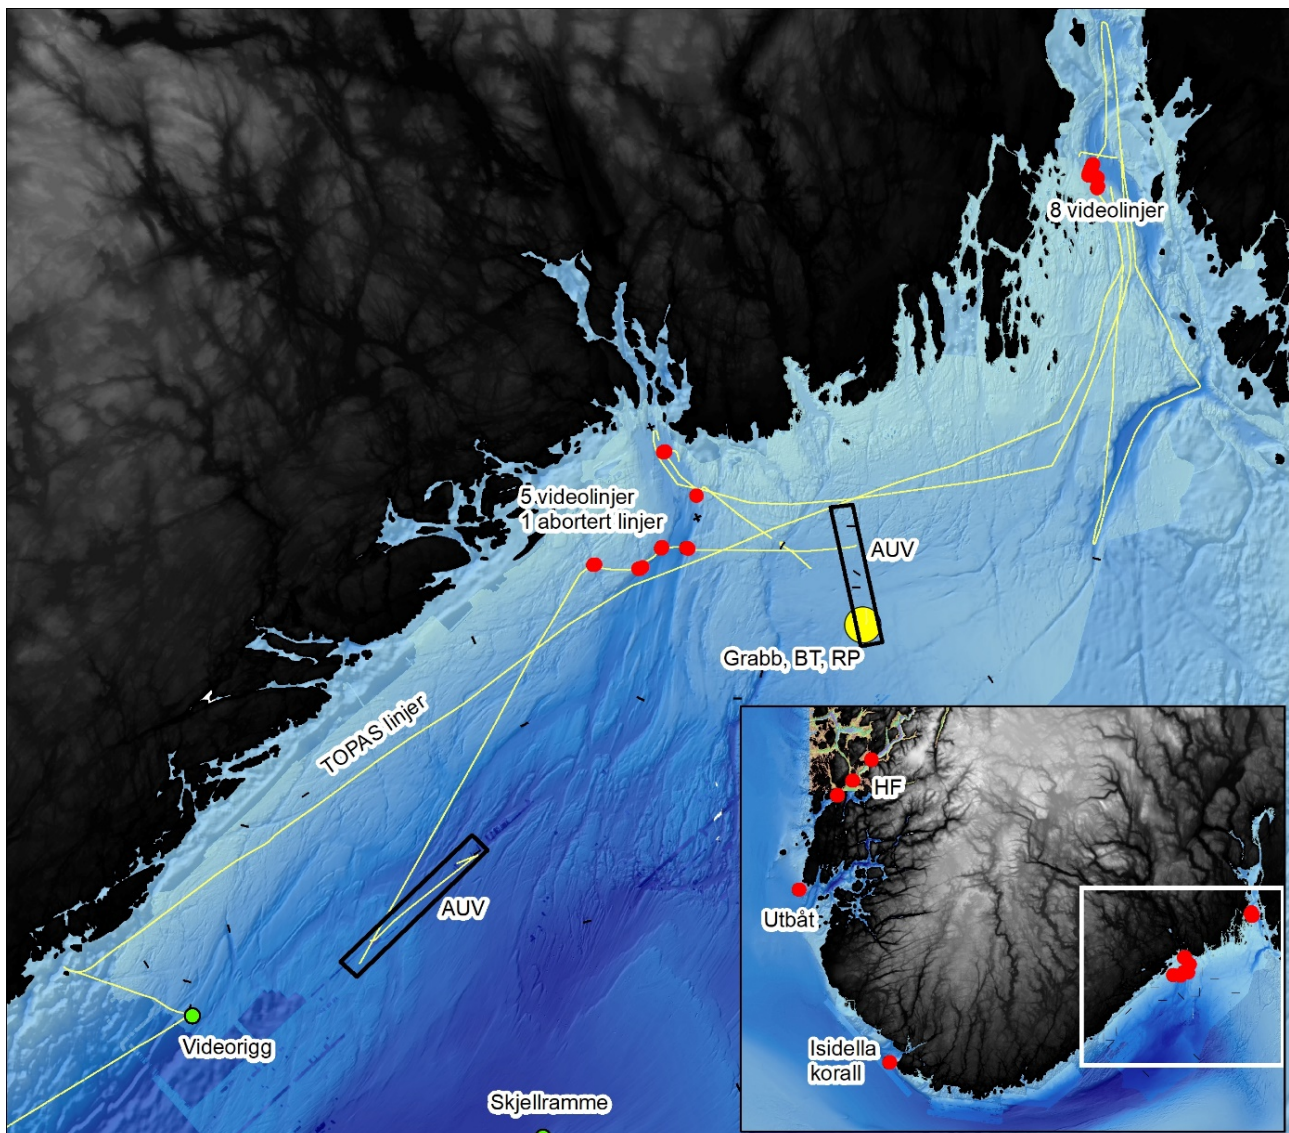 8 videolinjer
5 videolinjer
1 abortert linjer
AUV
Grabb, BT, RP
TOPAS linjer
AUV
Videorigg
Skjellramme
HF
Utbåt
Isidella
korall